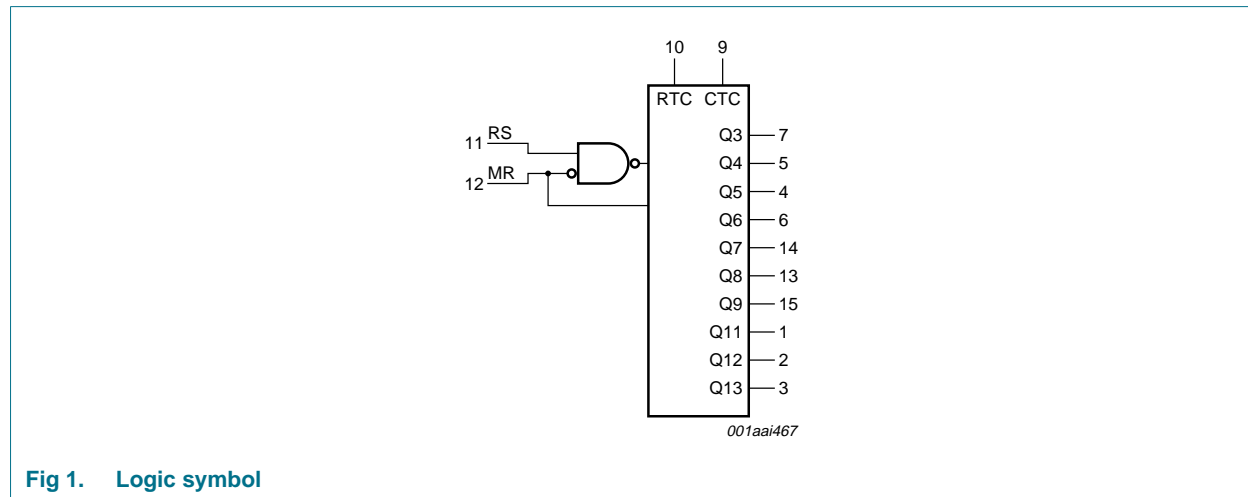 10 9
RTC CTC
11 RS
12 MR
Q3 7
Q4 5
Q5 4
Q6 6
Q7 14
Q8 13
Q9 15
Q11 1
Q12 2
Q13 3
001aai467
Fig 1. Logic symbol